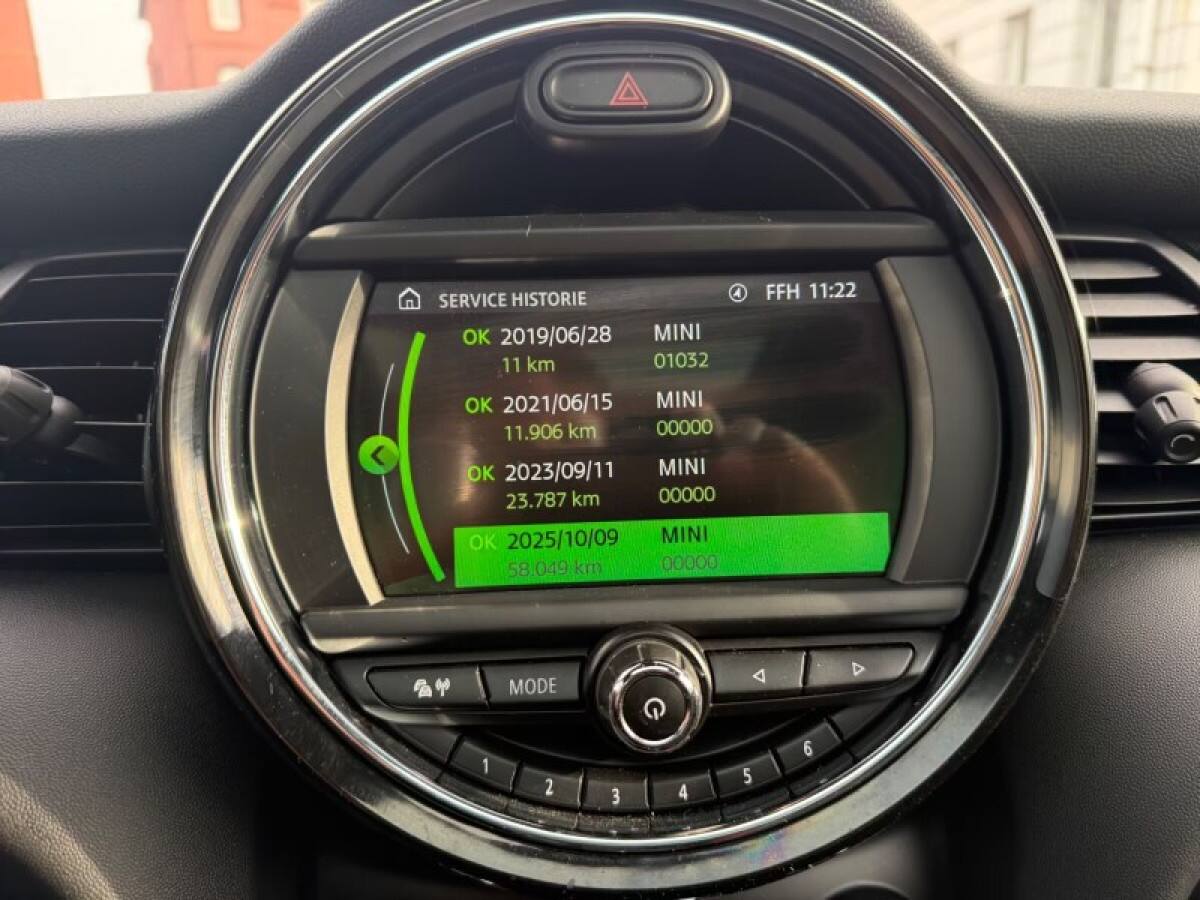 SERVICE HISTORIE FFH 11:22
OK 2019/06/28 MINI
11 km 01032
OK 2021/06/15 MINI
11.906 km 00000
OK 2023/09/11 MINI
23.787 km 00000
OK 2025/10/09 MINI
58.049 km 00000
MODE
1 2 3 4 5 6